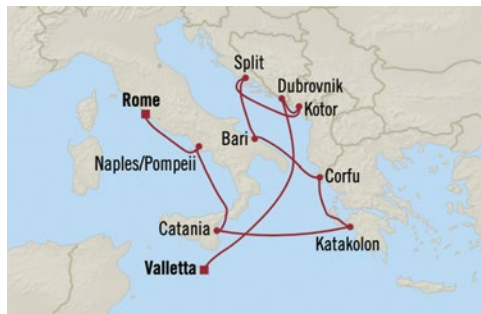 Split
Dubrovnik
Rome
Kotor
Bari
Naples/Pompeii
Corfu
Catania
Katakolon
Valletta